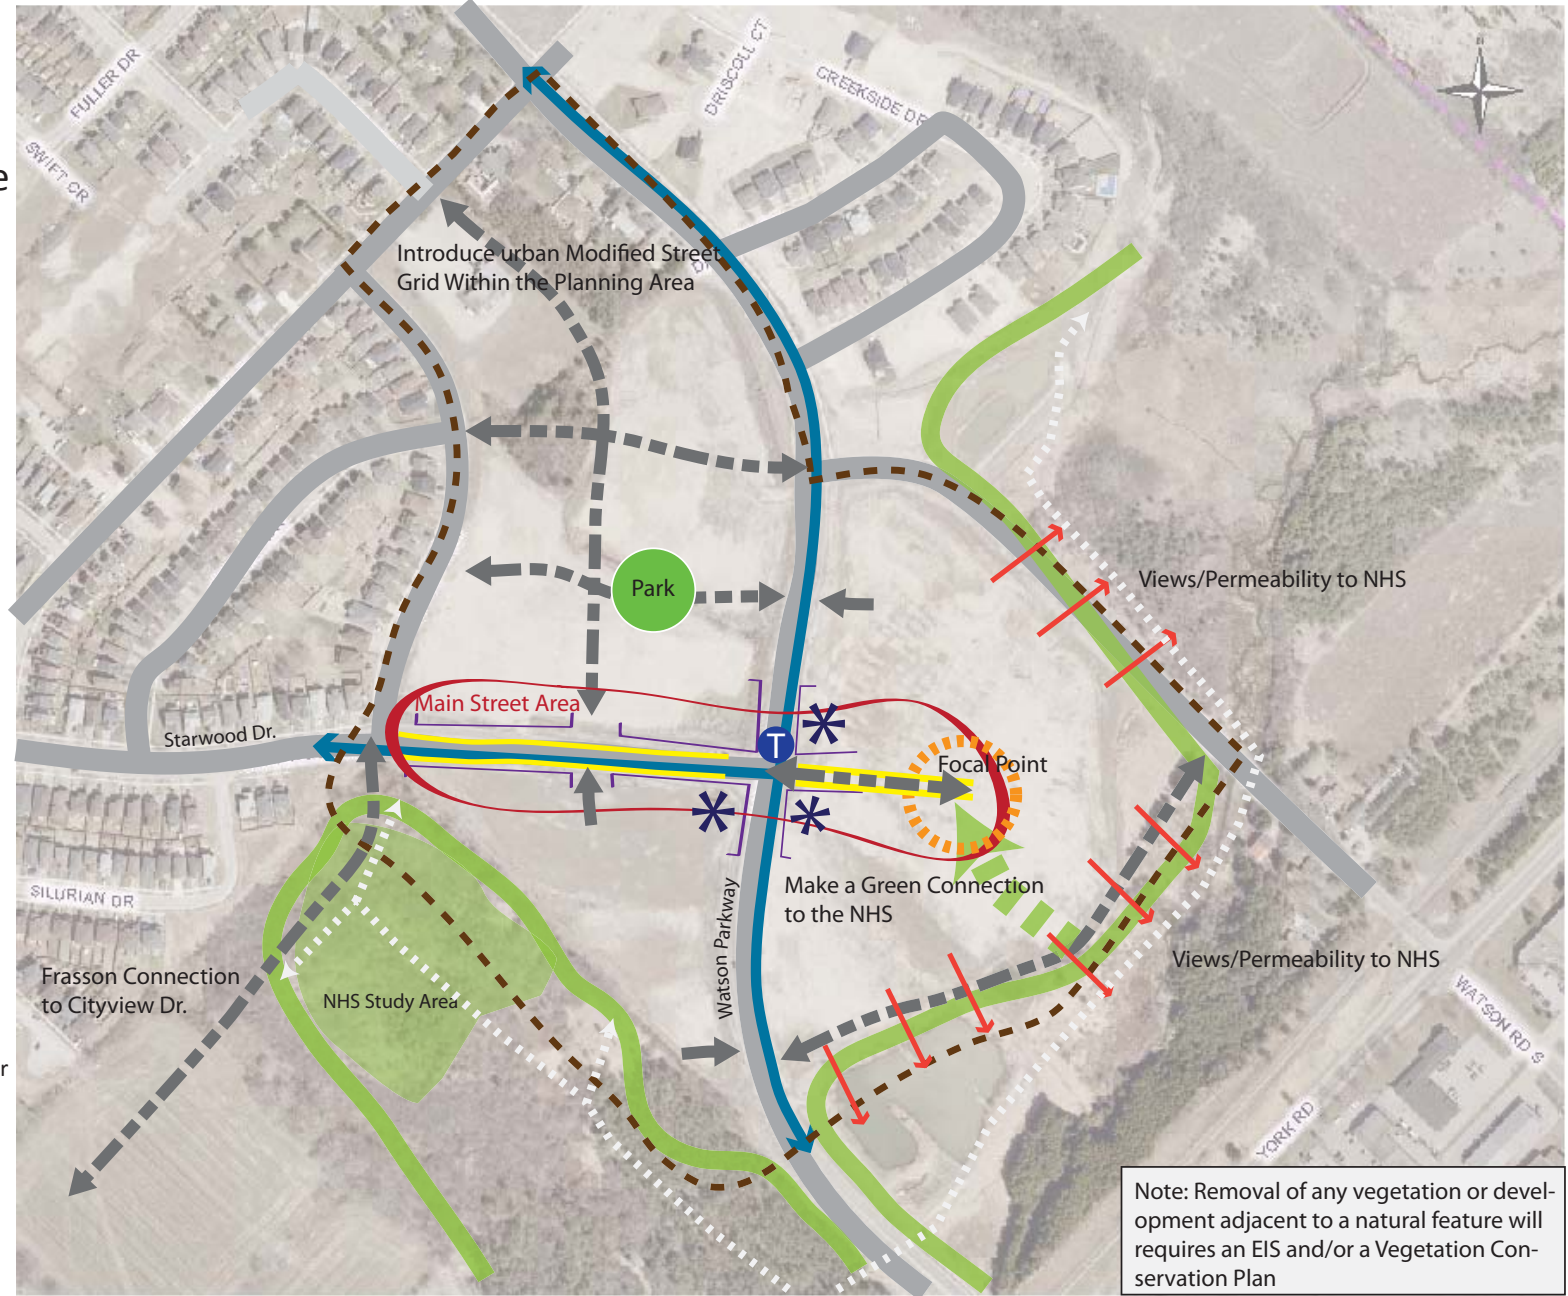 FULLER DR
DRISCOLL CT
CREEKSIDE DR
SWIFT CR
e
Introduce urban Modified Street
Grid Within the Planning Area
DR
Views/Permeability to NHS
Park
Main Street Area
Starwood Dr.
T
Focal Point
SILURIAN DR
Make a Green Connection
to the NHS
Watson Parkway
Frasson Connection
to Cityview Dr.
NHS Study Area
Views/Permeability to NHS
WATSON RD S
r
YORK RD
Note: Removal of any vegetation or devel-
opment adjacent to a natural feature will
requires an EIS and/or a Vegetation Con-
servation Plan